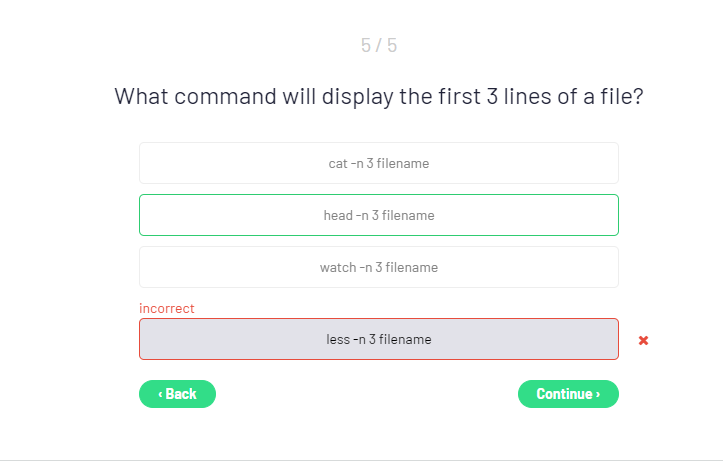 5 / 5
What command will display the first 3 lines of a file?
cat -n 3 filename
head -n 3 filename
watch -n 3 filename
incorrect
less -n 3 filename
‹ Back
Continue ›